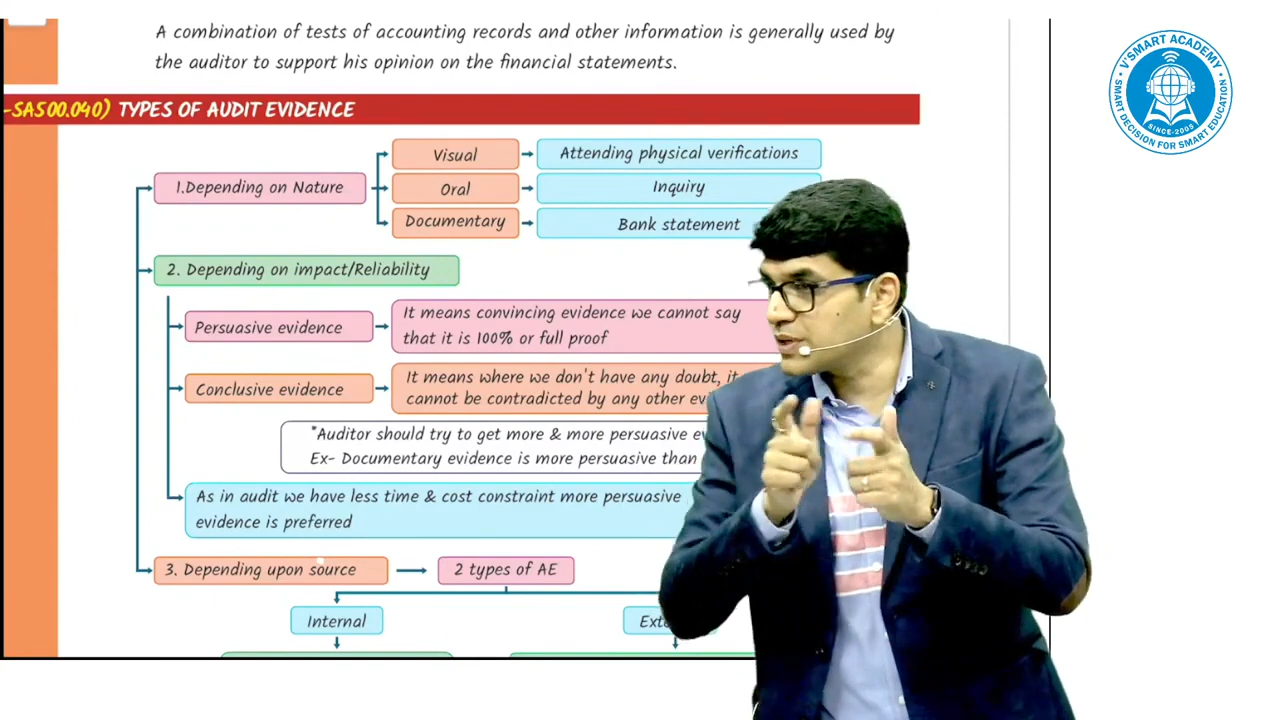 A combination of tests of accounting records and other information is generally used by
the auditor to support his opinion on the financial statements.
-SA500.040) TYPES OF AUDIT EVIDENCE
1.Depending on Nature
Visual
Attending physical verifications
Oral
Inquiry
Documentary
Bank statement
2. Depending on impact/Reliability
Persuasive evidence
It means convincing evidence we cannot say
that it is 100% or full proof
Conclusive evidence
It means where we don't have any doubt, it
cannot be contradicted by any other
*Auditor should try to get more & more persuasive
Ex- Documentary evidence is more persuasive than
As in audit we have less time & cost constraint more persuasive
evidence is preferred
3. Depending upon source
2 types of AE
Internal
V'SMART ACADEMY
SMART DECISION FOR SMART EDUCATION
SINCE-2005